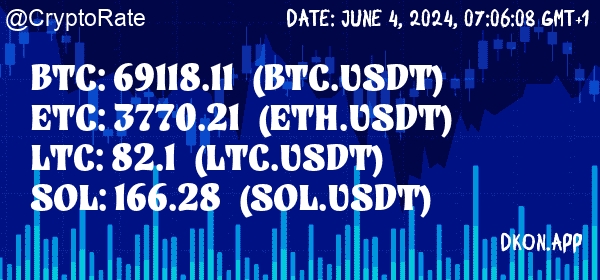 @CryptoRate
DATE: JUNE 4, 2024, 07:06:08 GMT+1
BTC: 69118.11 (BTC.USDT)
ETC: 3770.21 (ETH.USDT)
LTC: 82.1 (LTC.USDT)
SOL: 166.28 (SOL.USDT)
DKON.APP